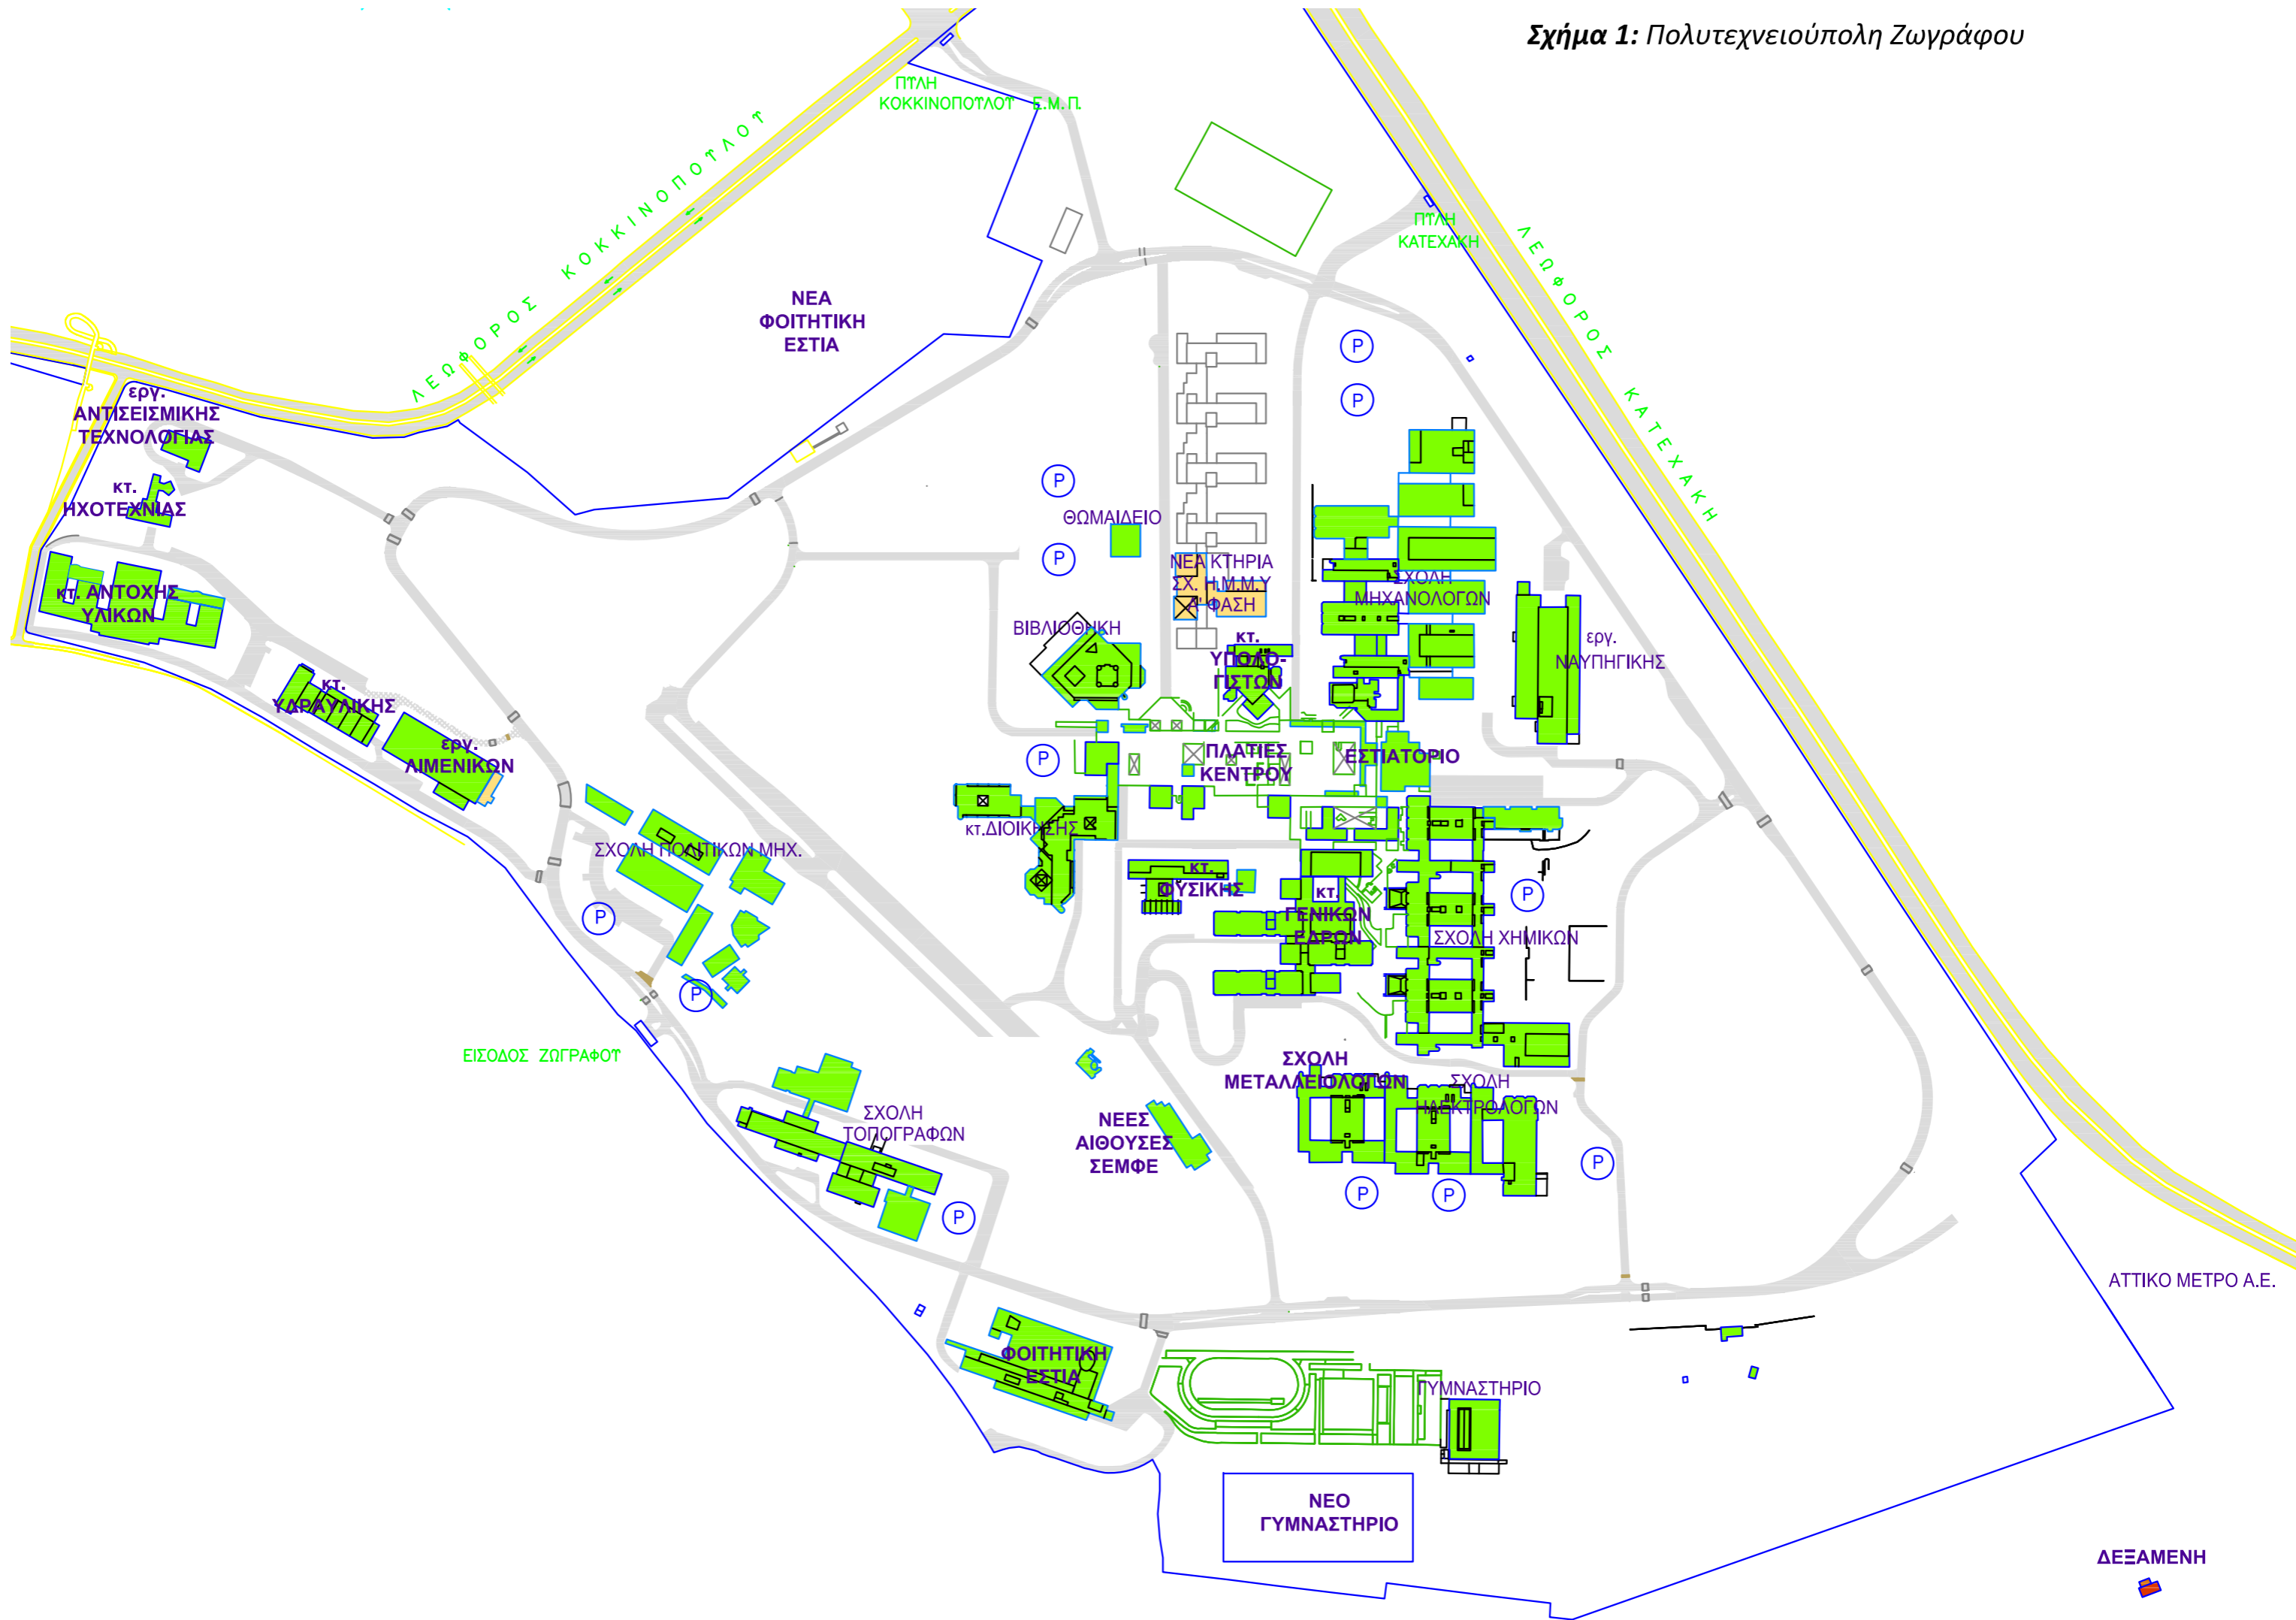 Σχήμα 1: Πολυτεχνειούπολη Ζωγράφου
ΠΥΛΗ
ΚΟΚΚΙΝΟΠΟΥΛΟΥ Ε.Μ.Π.
ΛΕΩΦΟΡΟΣ ΚΟΚΚΙΝΟΠΟΥΛΟΥ
ΠΥΛΗ
ΚΑΤΕΧΑΚΗ
ΛΕΩΦΟΡΟΣ ΚΑΤΕΧΑΚΗ
ΝΕΑ
ΦΟΙΤΗΤΙΚΗ
ΕΣΤΙΑ
P
P
εργ.
ΑΝΤΙΣΕΙΣΜΙΚΗΣ
ΤΕΧΝΟΛΟΓΙΑΣ
κτ.
ΗΧΟΤΕΧΝΙΑΣ
P
ΘΩΜΑΙΔΕΙΟ
P
ΝΕΑ ΚΤΗΡΙΑ
ΣΧ. Η.Μ.Μ.Υ
Α' ΦΑΣΗ
ΣΧΟΛΗ
ΜΗΧΑΝΟΛΟΓΩΝ
κτ. ΑΝΤΟΧΗΣ
ΥΛΙΚΩΝ
ΒΙΒΛΙΟΘΗΚΗ
κτ.
ΥΠΟΛΟ-
ΓΙΣΤΩΝ
εργ.
ΝΑΥΠΗΓΙΚΗΣ
κτ.
ΥΔΡΑΥΛΙΚΗΣ
εργ.
ΛΙΜΕΝΙΚΩΝ
P
ΠΛΑΤΙΕΣ
ΚΕΝΤΡΟΥ
ΕΣΤΙΑΤΟΡΙΟ
κτ.ΔΙΟΙΚΗΣΗΣ
ΣΧΟΛΗ ΠΟΛΙΤΙΚΩΝ ΜΗΧ.
κτ.
ΦΥΣΙΚΗΣ
κτ.
ΓΕΝΙΚΩΝ
ΕΔΡΩΝ
P
P
ΣΧΟΛΗ ΧΗΜΙΚΩΝ
P
ΕΙΣΟΔΟΣ ΖΩΓΡΑΦΟΥ
ΣΧΟΛΗ
ΜΕΤΑΛΛΕΙΟΛΟΓΩΝ
ΣΧΟΛΗ
ΗΛΕΚΤΡΟΛΟΓΩΝ
ΣΧΟΛΗ
ΤΟΠΟΓΡΑΦΩΝ
ΝΕΕΣ
ΑΙΘΟΥΣΕΣ
ΣΕΜΦΕ
P
P
P
P
ΑΤΤΙΚΟ ΜΕΤΡΟ Α.Ε.
ΦΟΙΤΗΤΙΚΗ
ΕΣΤΙΑ
ΓΥΜΝΑΣΤΗΡΙΟ
ΝΕΟ
ΓΥΜΝΑΣΤΗΡΙΟ
ΔΕΞΑΜΕΝΗ